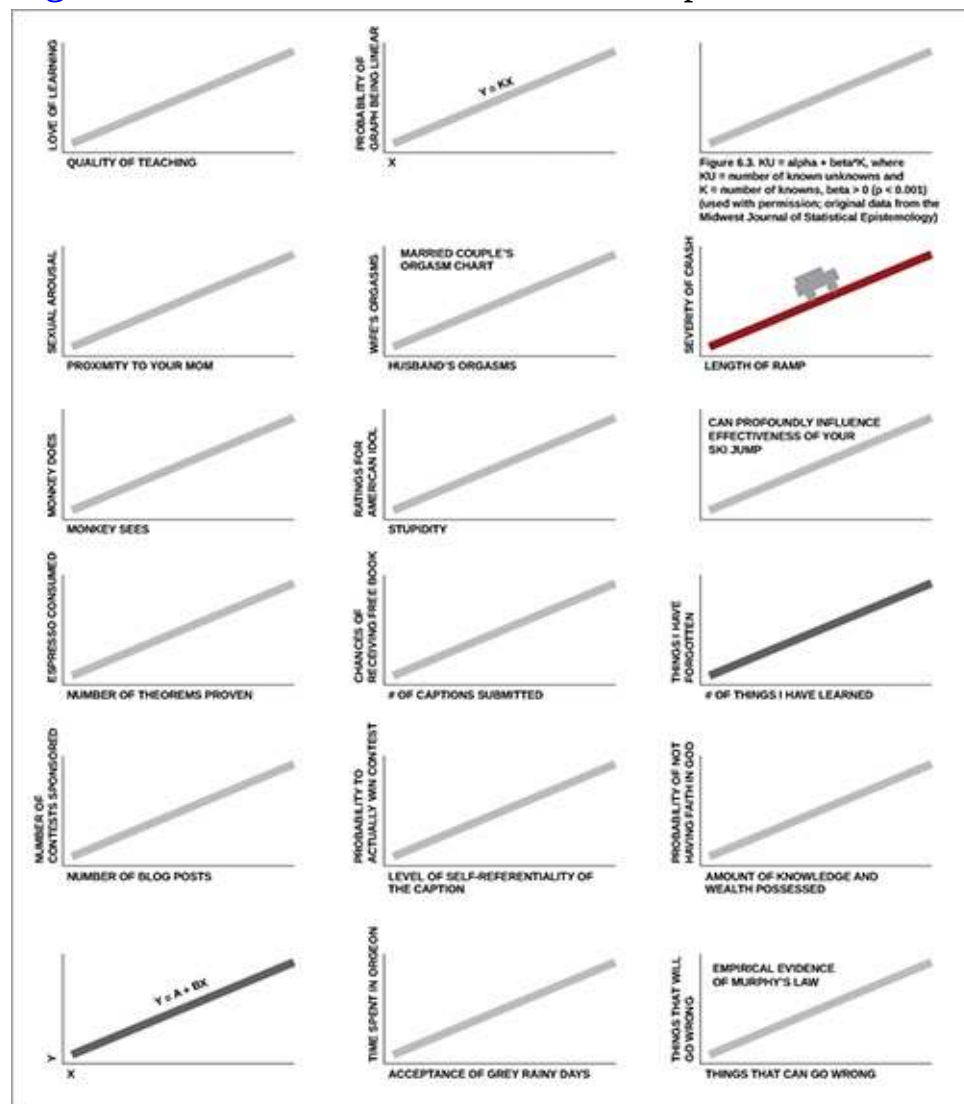 LOVE OF LEARNING
QUALITY OF TEACHING
PROBABILITY OF
GRAPH BEING LINEAR
Y = KX
X
Figure 6.3. KU = alpha + beta*K, where
KU = number of known unknowns and
K = number of knowns, beta > 0 (p < 0.001)
(used with permission; original data from the
Midwest Journal of Statistical Epistemology)
SEXUAL AROUSAL
PROXIMITY TO YOUR MOM
MARRIED COUPLE'S
ORGASM CHART
WIFE'S ORGASMS
HUSBAND'S ORGASMS
SEVERITY OF CRASH
LENGTH OF RAMP
MONKEY DOES
MONKEY SEES
RATINGS FOR
AMERICAN IDOL
STUPIDITY
CAN PROFOUNDLY INFLUENCE
EFFECTIVENESS OF YOUR
SKI JUMP
ESPRESSO CONSUMED
NUMBER OF THEOREMS PROVEN
CHANCES OF
RECEIVING FREE BOOK
# OF CAPTIONS SUBMITTED
THINGS I HAVE
FORGOTTEN
# OF THINGS I HAVE LEARNED
NUMBER OF
CONTESTS SPONSORED
NUMBER OF BLOG POSTS
PROBABILITY TO
ACTUALLY WIN CONTEST
LEVEL OF SELF-REFERENTIALITY OF
THE CAPTION
PROBABILITY OF NOT
HAVING FAITH IN GOD
AMOUNT OF KNOWLEDGE AND
WEALTH POSSESSED
Y
Y = A + BX
X
TIME SPENT IN ORGEON
ACCEPTANCE OF GREY RAINY DAYS
EMPIRICAL EVIDENCE
OF MURPHY'S LAW
THINGS THAT WILL
GO WRONG
THINGS THAT CAN GO WRONG